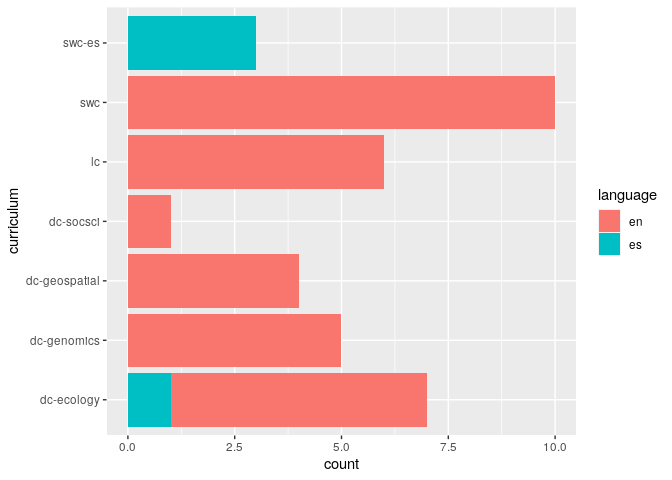 swc-es
swc
lc
dc-socsci
dc-geospatial
dc-genomics
dc-ecology
curriculum
0.0 2.5 5.0 7.5 10.0
count
language
en
es